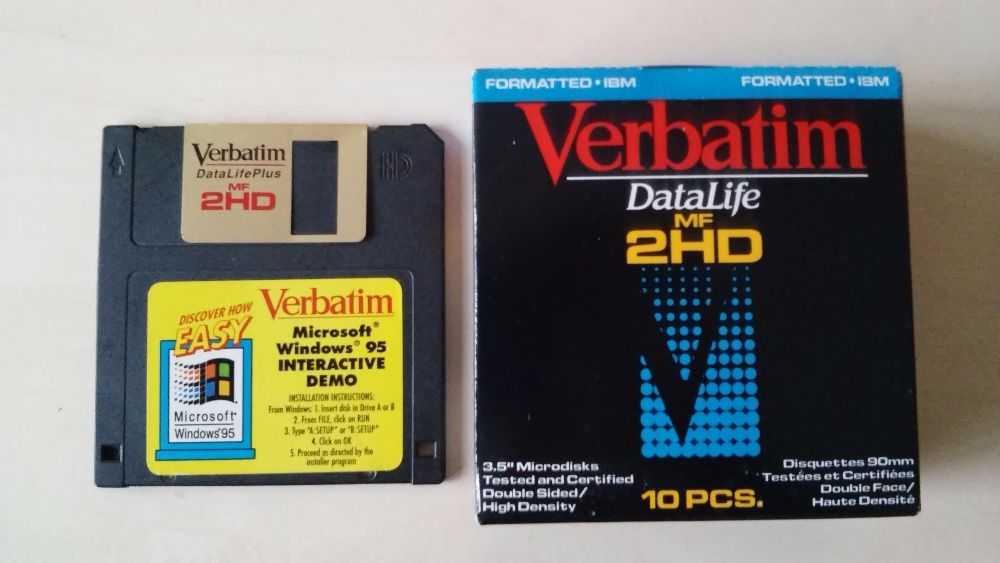 Verbatim
DataLifePlus
MF
2HD
HD
DISCOVER HOW
EASY
Microsoft
Windows'95
Verbatim
Microsoft®
Windows® 95
INTERACTIVE
DEMO
INSTALLATION INSTRUCTIONS:
From Windows: 1. Insert disk in Drive A or B
2. From FILE, click on RUN
3. Type "A:SETUP" or "B:SETUP"
4. Click on OK
5. Proceed as directed by the
installer program
FORMATTED • IBM
FORMATTED • IBM
Verbatim
DataLife
MF
2HD
3.5" Microdisks
Tested and Certified
Double Sided/
High Density
10 PCS.
Disquettes 90mm
Testées et Certifiées
Double Face/
Haute Densité